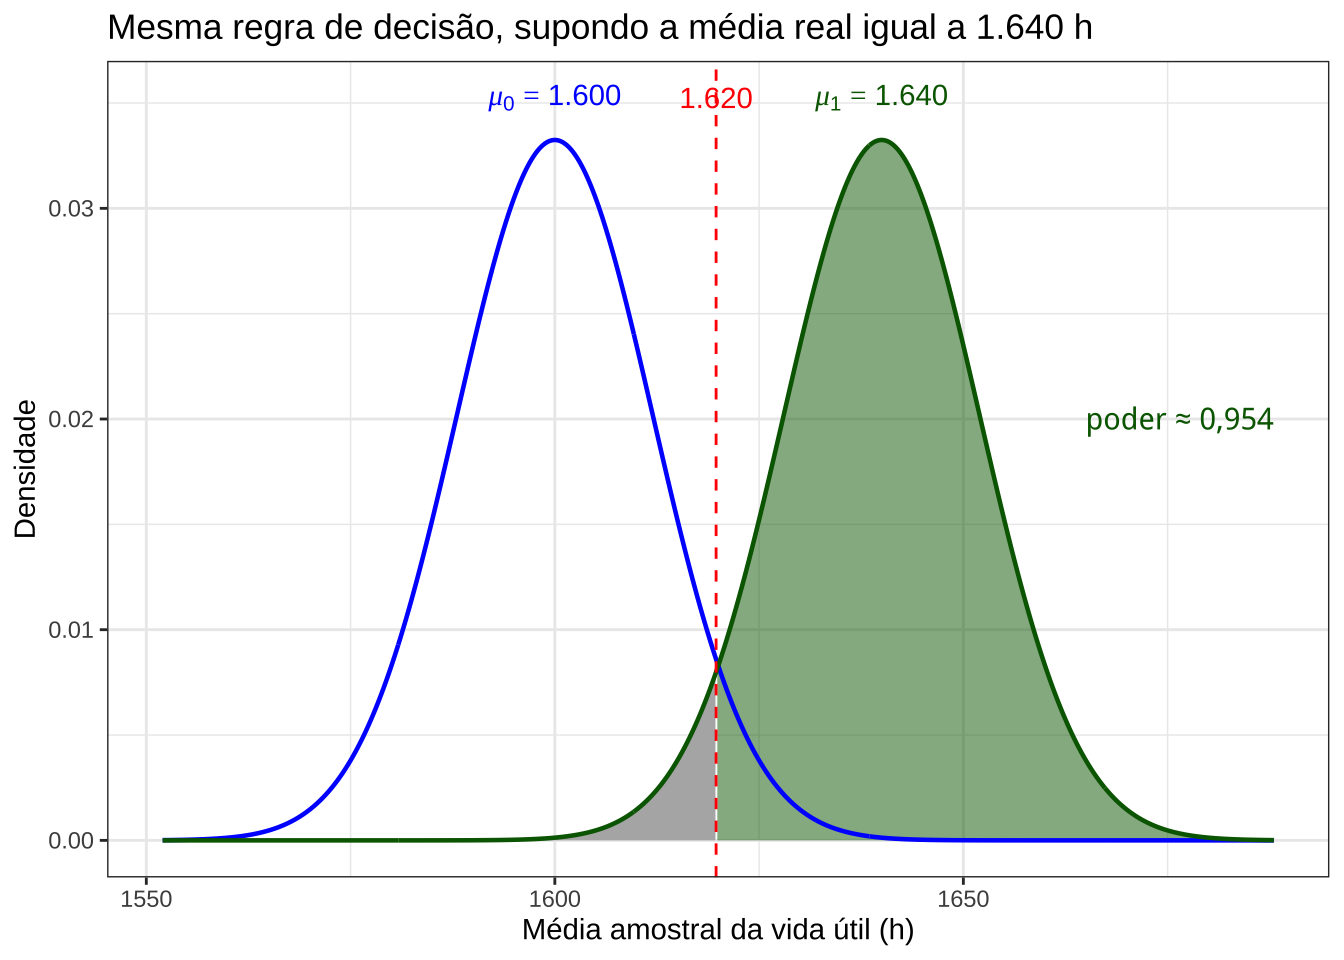 Mesma regra de decisão, supondo a média real igual a 1.640 h
μ₀ = 1.600
1.620
μ₁ = 1.640
0.03
0.02
0.01
0.00
Densidade
poder ≈ 0,954
1550
1600
1650
Média amostral da vida útil (h)